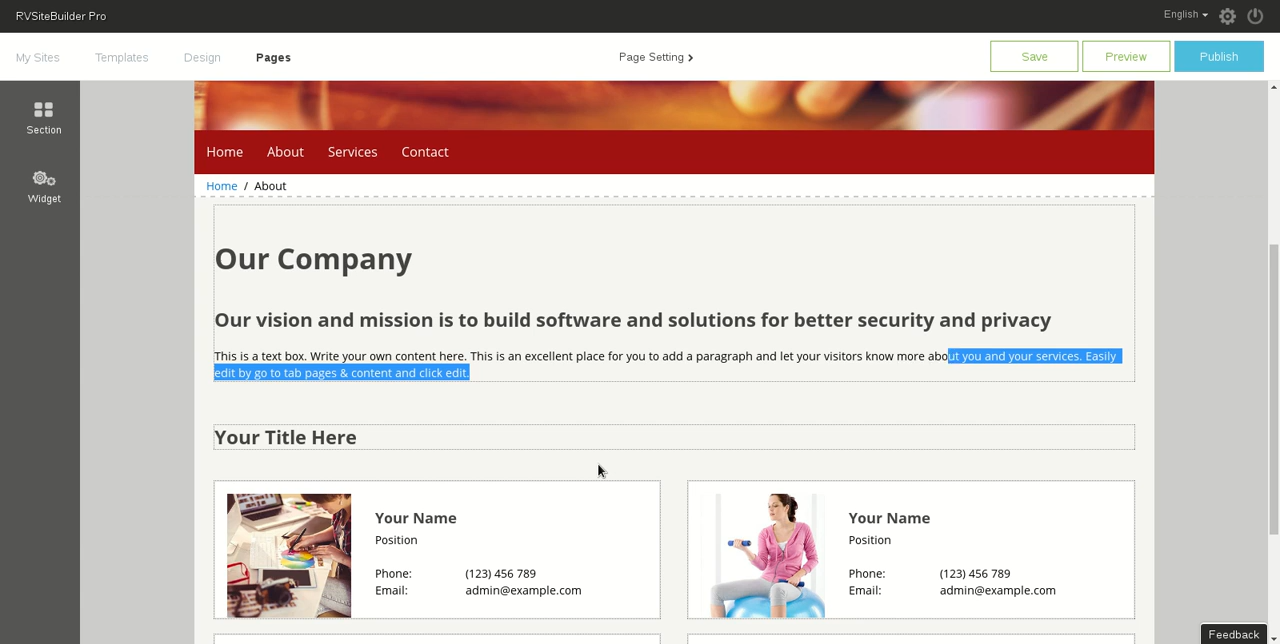 RVSiteBuilder Pro
English
My Sites Templates Design Pages Page Setting Save Preview Publish
Section
Widget
Home About Services Contact
Home / About
Our Company
Our vision and mission is to build software and solutions for better security and privacy
This is a text box. Write your own content here. This is an excellent place for you to add a paragraph and let your visitors know more about you and your services. Easily
edit by go to tab pages & content and click edit.
Your Title Here
Your Name
Position
Phone: (123) 456 789
Email: admin@example.com
Your Name
Position
Phone: (123) 456 789
Email: admin@example.com
Feedback